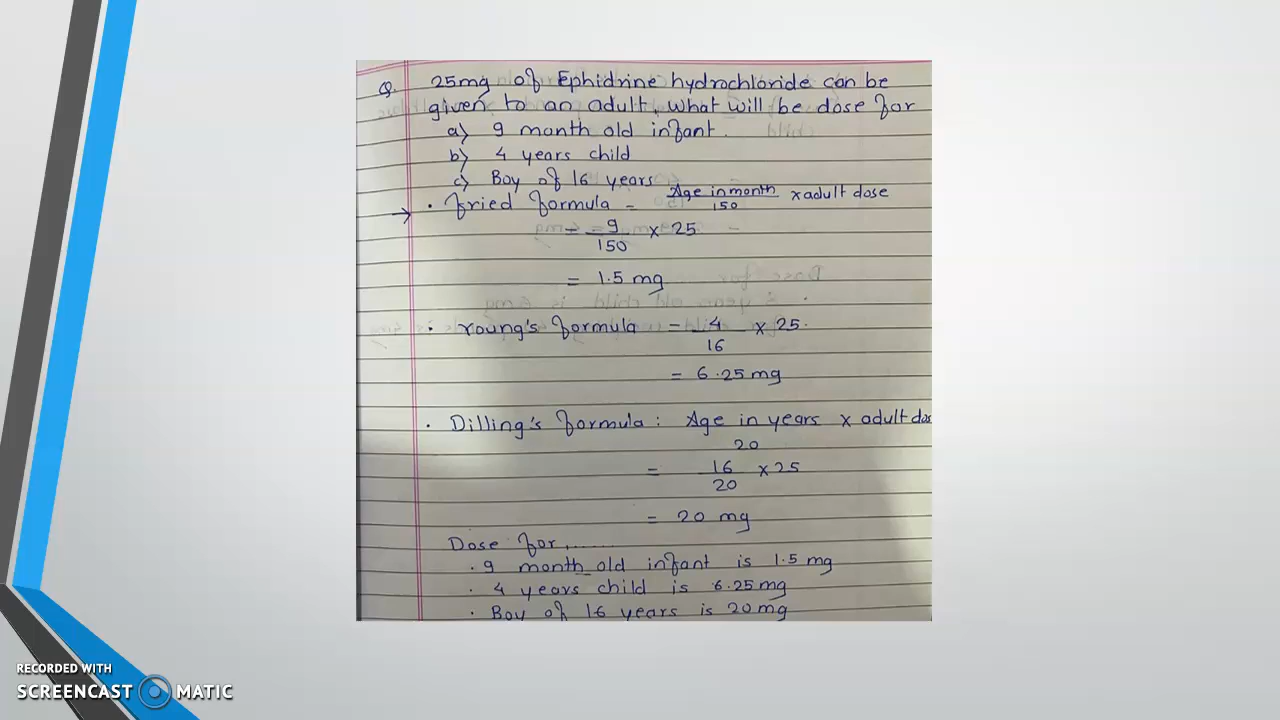 Q. 25mg of Ephidrine hydrochloride can be
given to an adult, what will be dose for
a) 9 month old infant.
b) 4 years child
c) Boy of 16 years
→ · Fried formula = Age in month / 150 x adult dose
= 9 / 150 x 25
= 1.5 mg
· Young's formula = 4 / 16 x 25.
= 6.25 mg
· Dilling's formula : Age in years / 20 x adult dos
= 16 / 20 x 25
= 20 mg
Dose for.......
· 9 month old infant is 1.5 mg
· 4 years child is 6.25 mg
· Boy of 16 years is 20 mg
RECORDED WITH
SCREENCAST MATIC